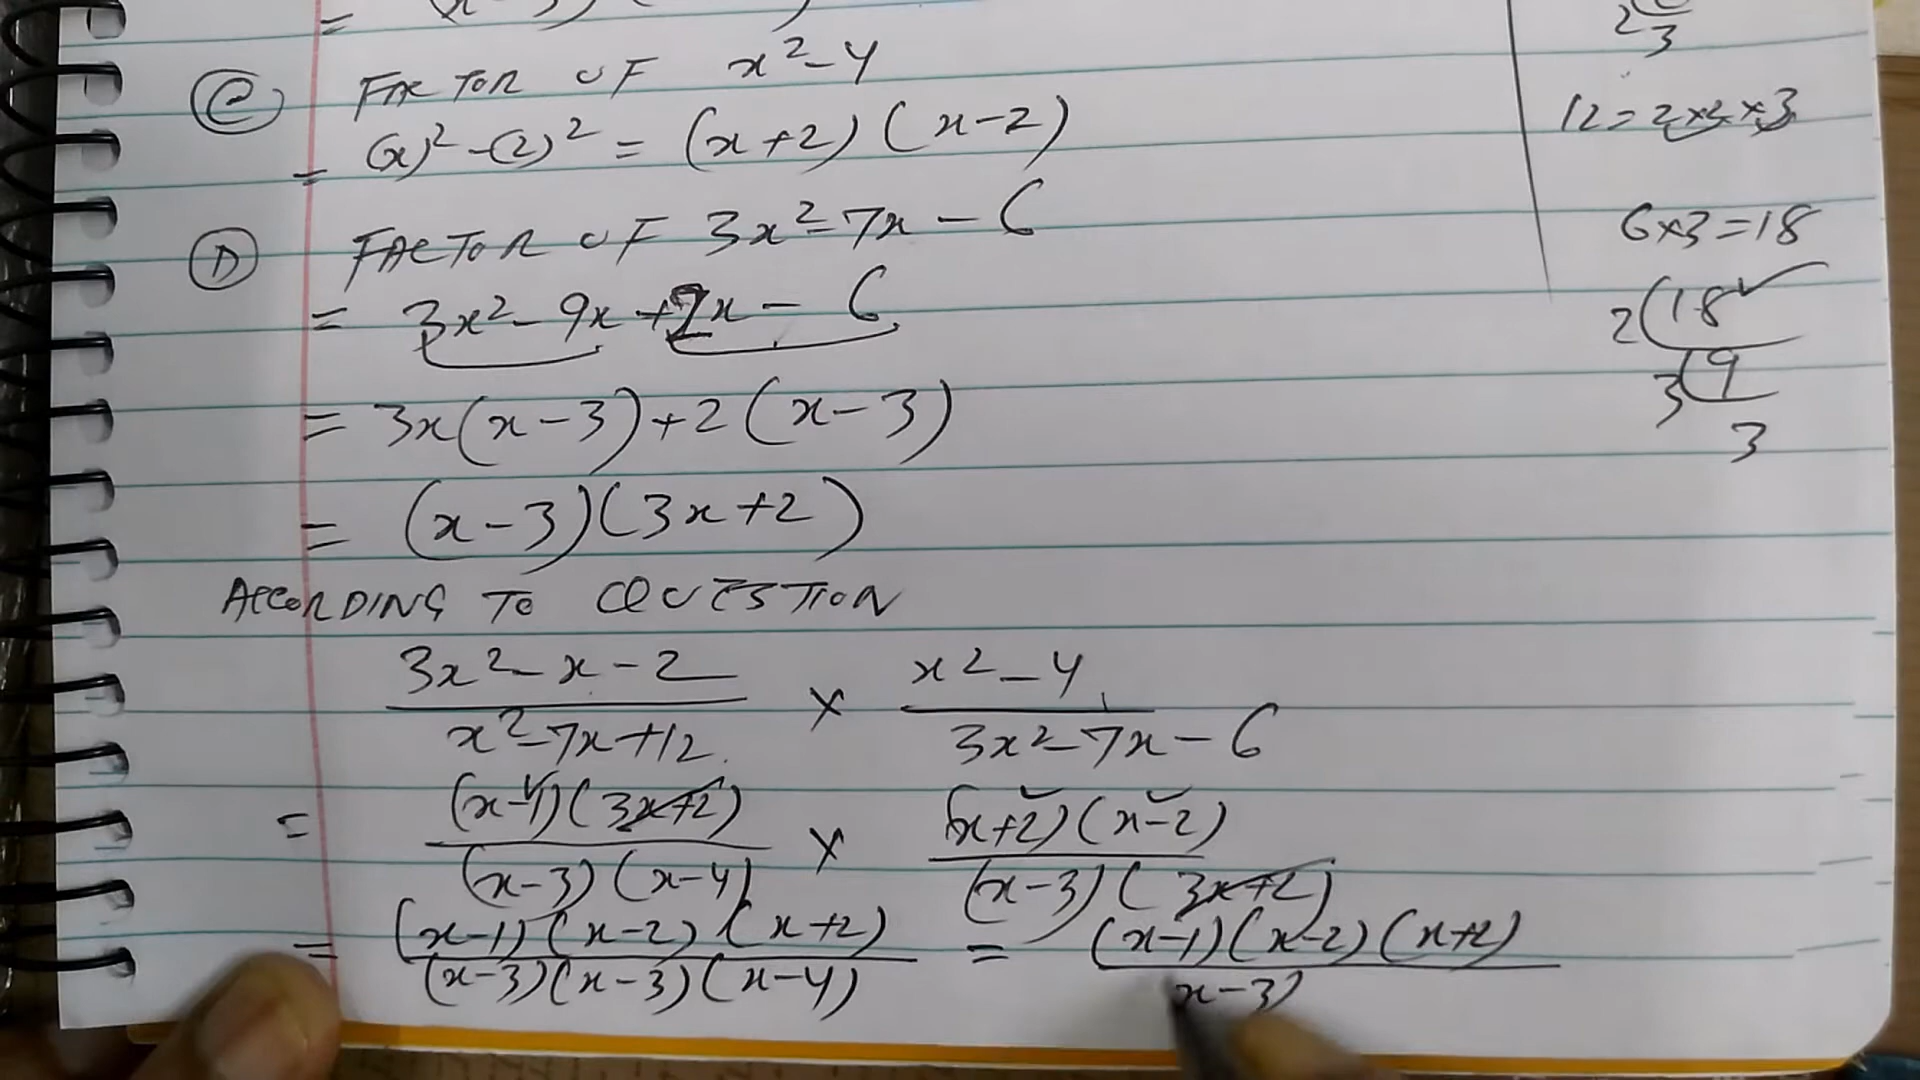 Ⓒ FACTOR OF x² - 4
= (x)² - (2)² = (x+2) (x-2)
Ⓓ FACTOR OF 3x² - 7x - 6
= 3x² - 9x + 2x - 6
= 3x(x-3)+2(x-3)
= (x-3)(3x+2)
ACCORDING TO QUESTION
3x² - x - 2 / x² - 7x + 12 × x² - 4 / 3x² - 7x - 6
= (x-1)(3x+2) / (x-3)(x-4) × (x+2)(x-2) / (x-3)(3x+2)
= (x-1)(x-2)(x+2) / (x-3)(x-3)(x-4) = (x-1)(x-2)(x+2) / x-3)
12=2×2×3
6×3=18
2(18
3(9
3